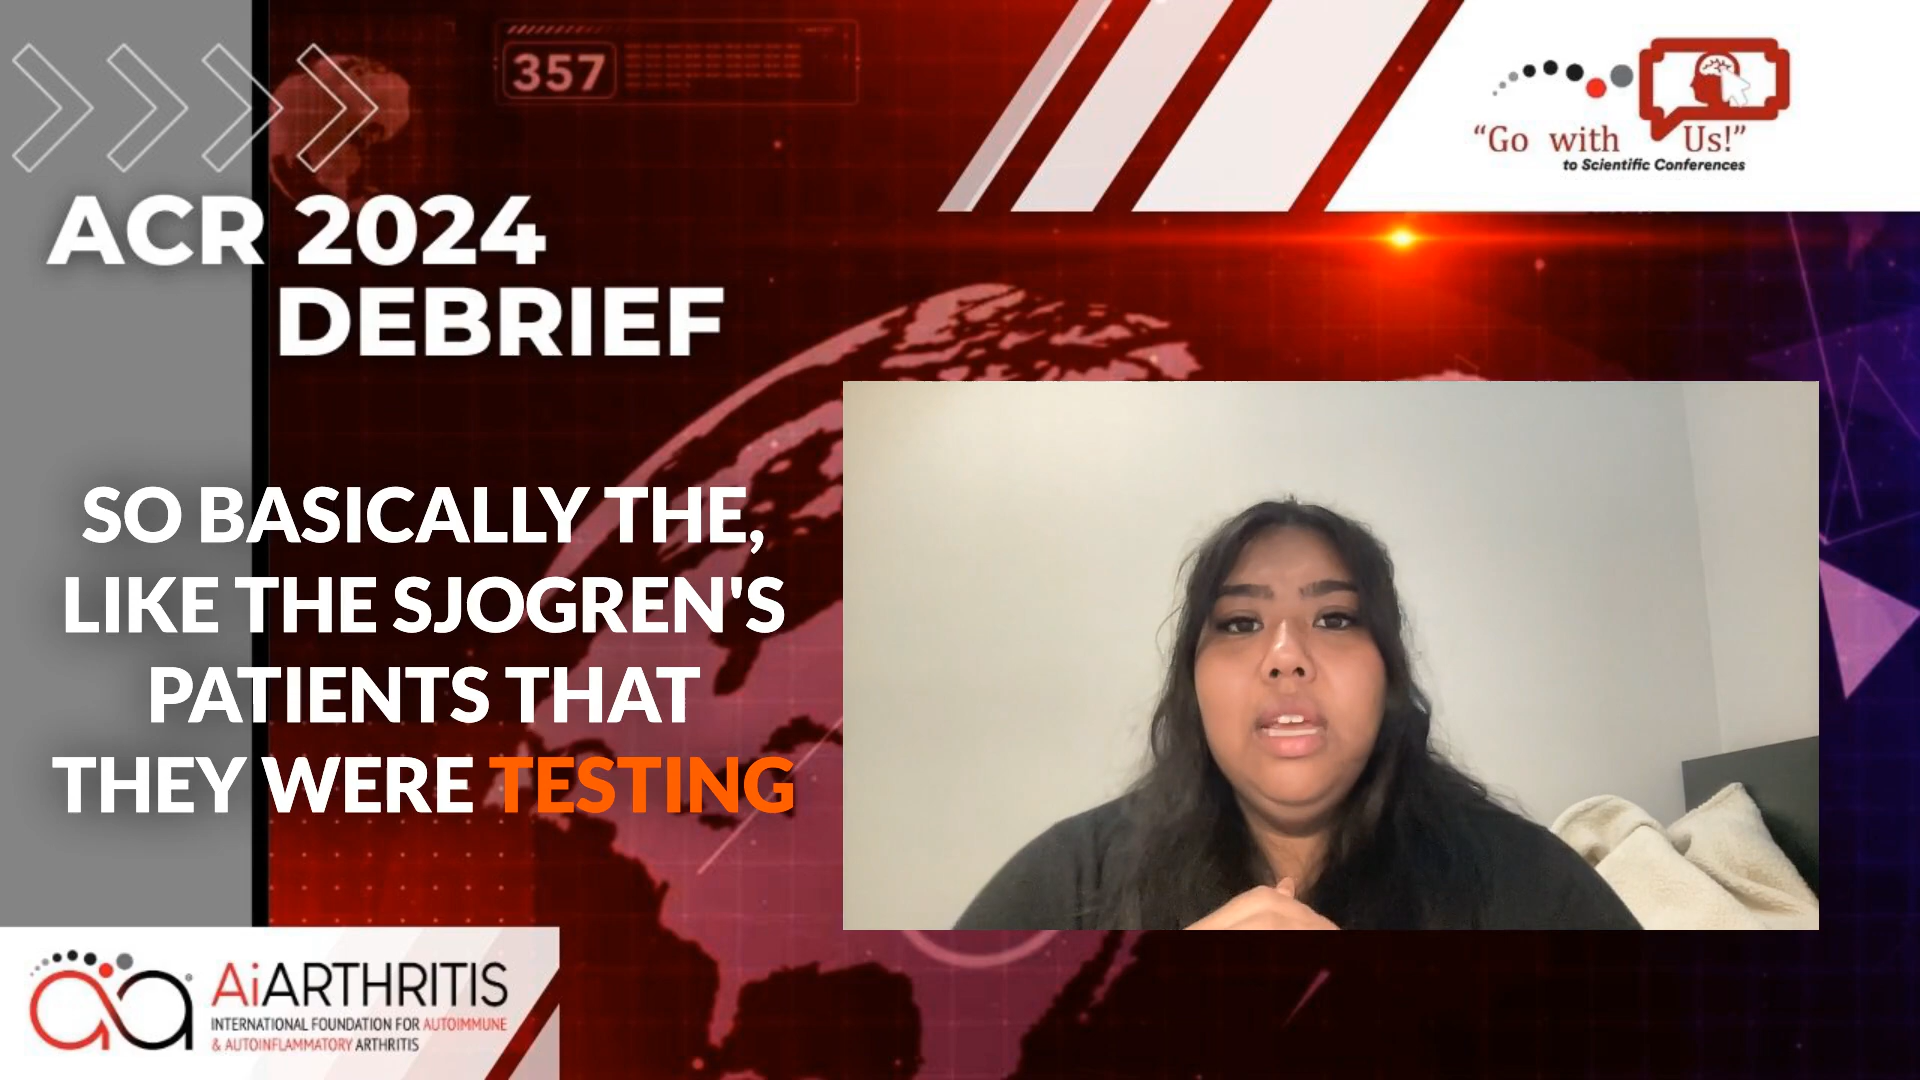 357
“Go with Us!”
to Scientific Conferences
ACR 2024
DEBRIEF
SO BASICALLY THE,
LIKE THE SJOGREN'S
PATIENTS THAT
THEY WERE TESTING
AiARTHRITIS
INTERNATIONAL FOUNDATION FOR AUTOIMMUNE
& AUTOINFLAMMATORY ARTHRITIS